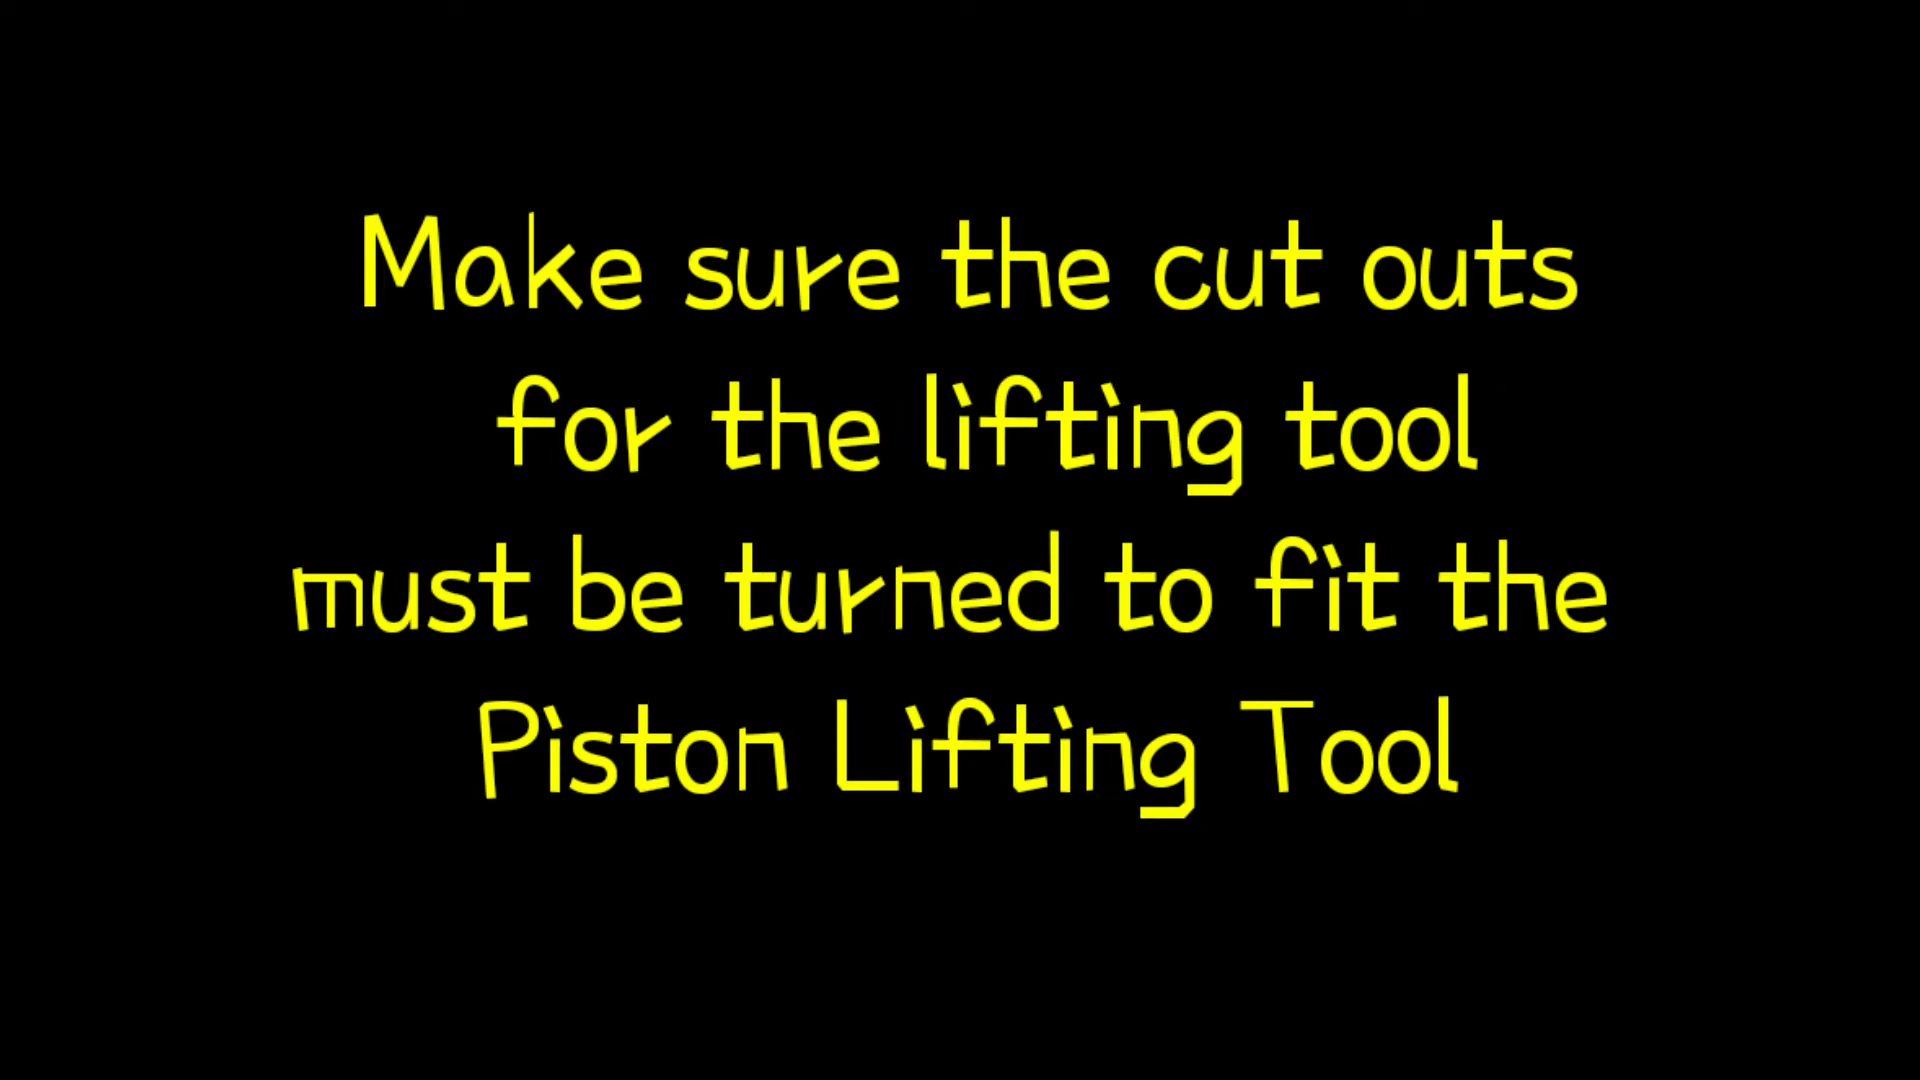 Make sure the cut outs
for the lifting tool
must be turned to fit the
Piston Lifting Tool